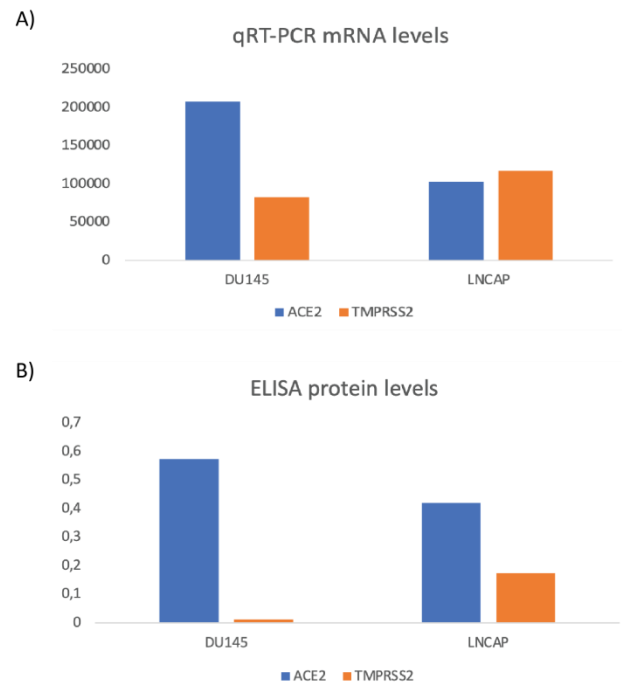 A)
qRT-PCR mRNA levels
250000
200000
150000
100000
50000
0
DU145 LNCAP
ACE2 TMPRSS2
B)
ELISA protein levels
0,7
0,6
0,5
0,4
0,3
0,2
0,1
0
DU145 LNCAP
ACE2 TMPRSS2